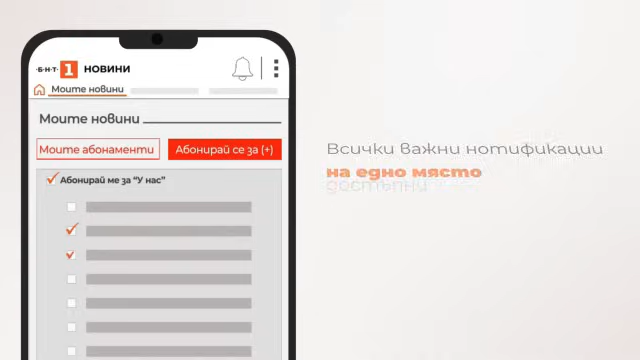 ·Б·Н·Т· 1 НОВИНИ
Моите новини
Моите новини
Моите абонаменти
Абонирай се за (+)
Абонирай ме за "У нас"
Всички важни нотификации
на едно място
достъпни